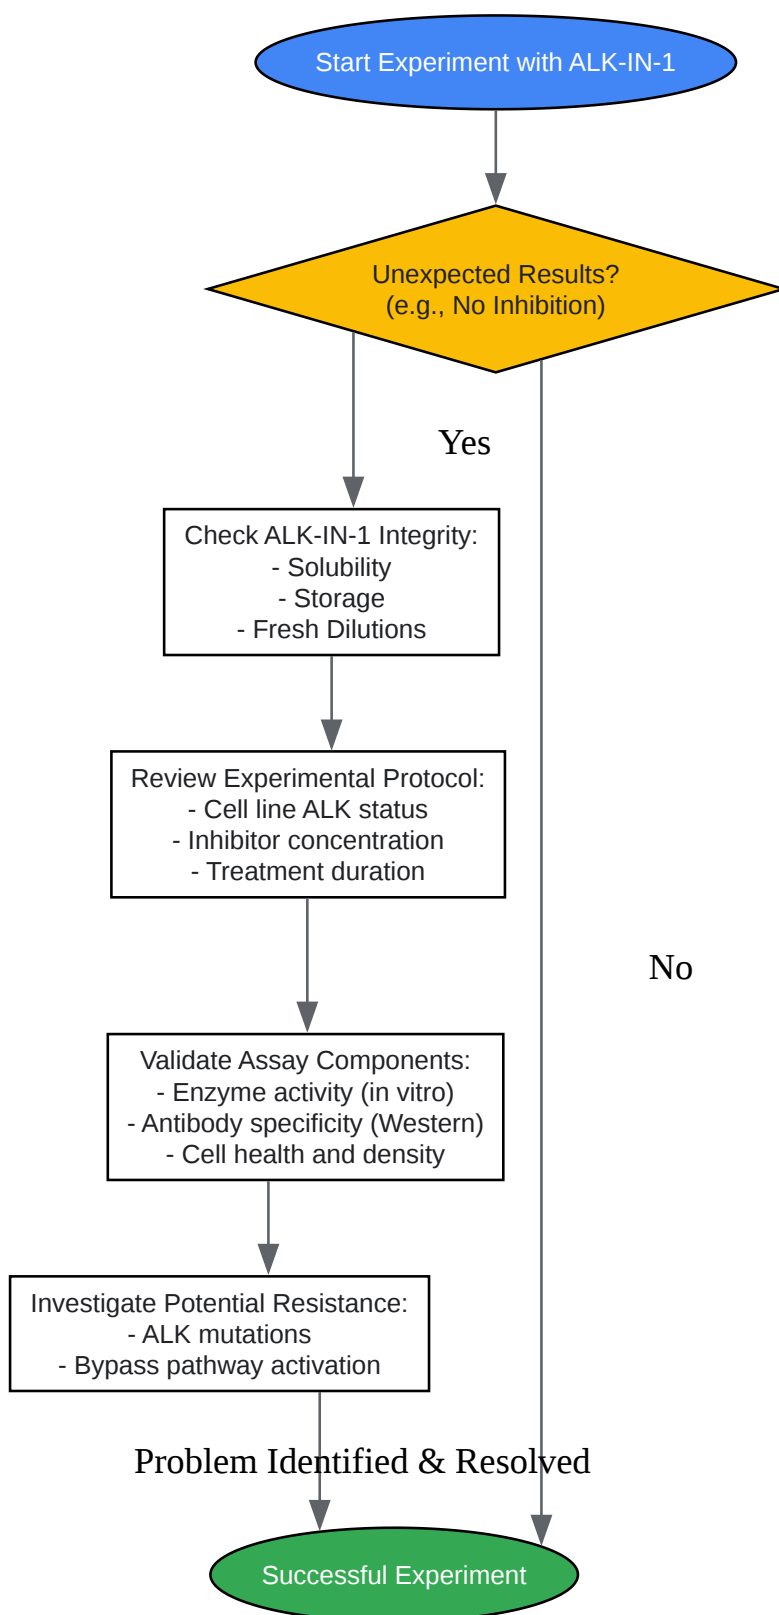 Start Experiment with ALK-IN-1
Unexpected Results?
(e.g., No Inhibition)
Yes
Check ALK-IN-1 Integrity:
- Solubility
- Storage
- Fresh Dilutions
Review Experimental Protocol:
- Cell line ALK status
- Inhibitor concentration
- Treatment duration
No
Validate Assay Components:
- Enzyme activity (in vitro)
- Antibody specificity (Western)
- Cell health and density
Investigate Potential Resistance:
- ALK mutations
- Bypass pathway activation
Problem Identified & Resolved
Successful Experiment